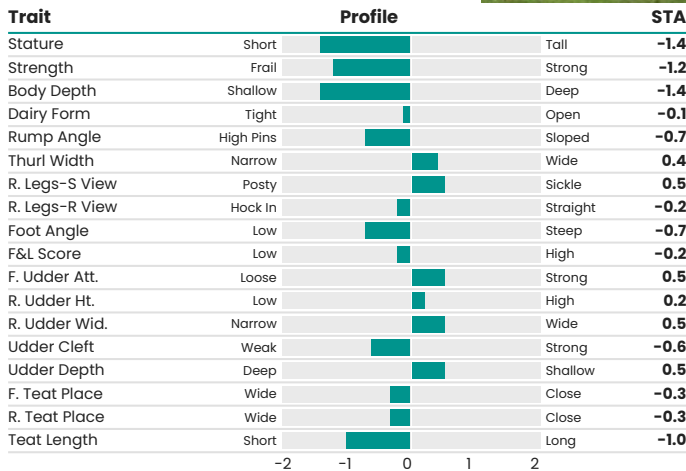 Trait Profile STA
Stature Short Tall -1.4
Strength Frail Strong -1.2
Body Depth Shallow Deep -1.4
Dairy Form Tight Open -0.1
Rump Angle High Pins Sloped -0.7
Thurl Width Narrow Wide 0.4
R. Legs-S View Posty Sickle 0.5
R. Legs-R View Hock In Straight -0.2
Foot Angle Low Steep -0.7
F&L Score Low High -0.2
F. Udder Att. Loose Strong 0.5
R. Udder Ht. Low High 0.2
R. Udder Wid. Narrow Wide 0.5
Udder Cleft Weak Strong -0.6
Udder Depth Deep Shallow 0.5
F. Teat Place Wide Close -0.3
R. Teat Place Wide Close -0.3
Teat Length Short Long -1.0
-2 -1 0 1 2